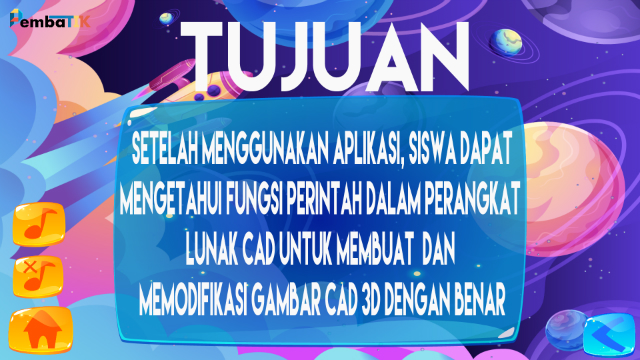 PembaTIK
TUJUAN
SETELAH MENGGUNAKAN APLIKASI, SISWA DAPAT
MENGETAHUI FUNGSI PERINTAH DALAM PERANGKAT
LUNAK CAD UNTUK MEMBUAT DAN
MEMODIFIKASI GAMBAR CAD 3D DENGAN BENAR